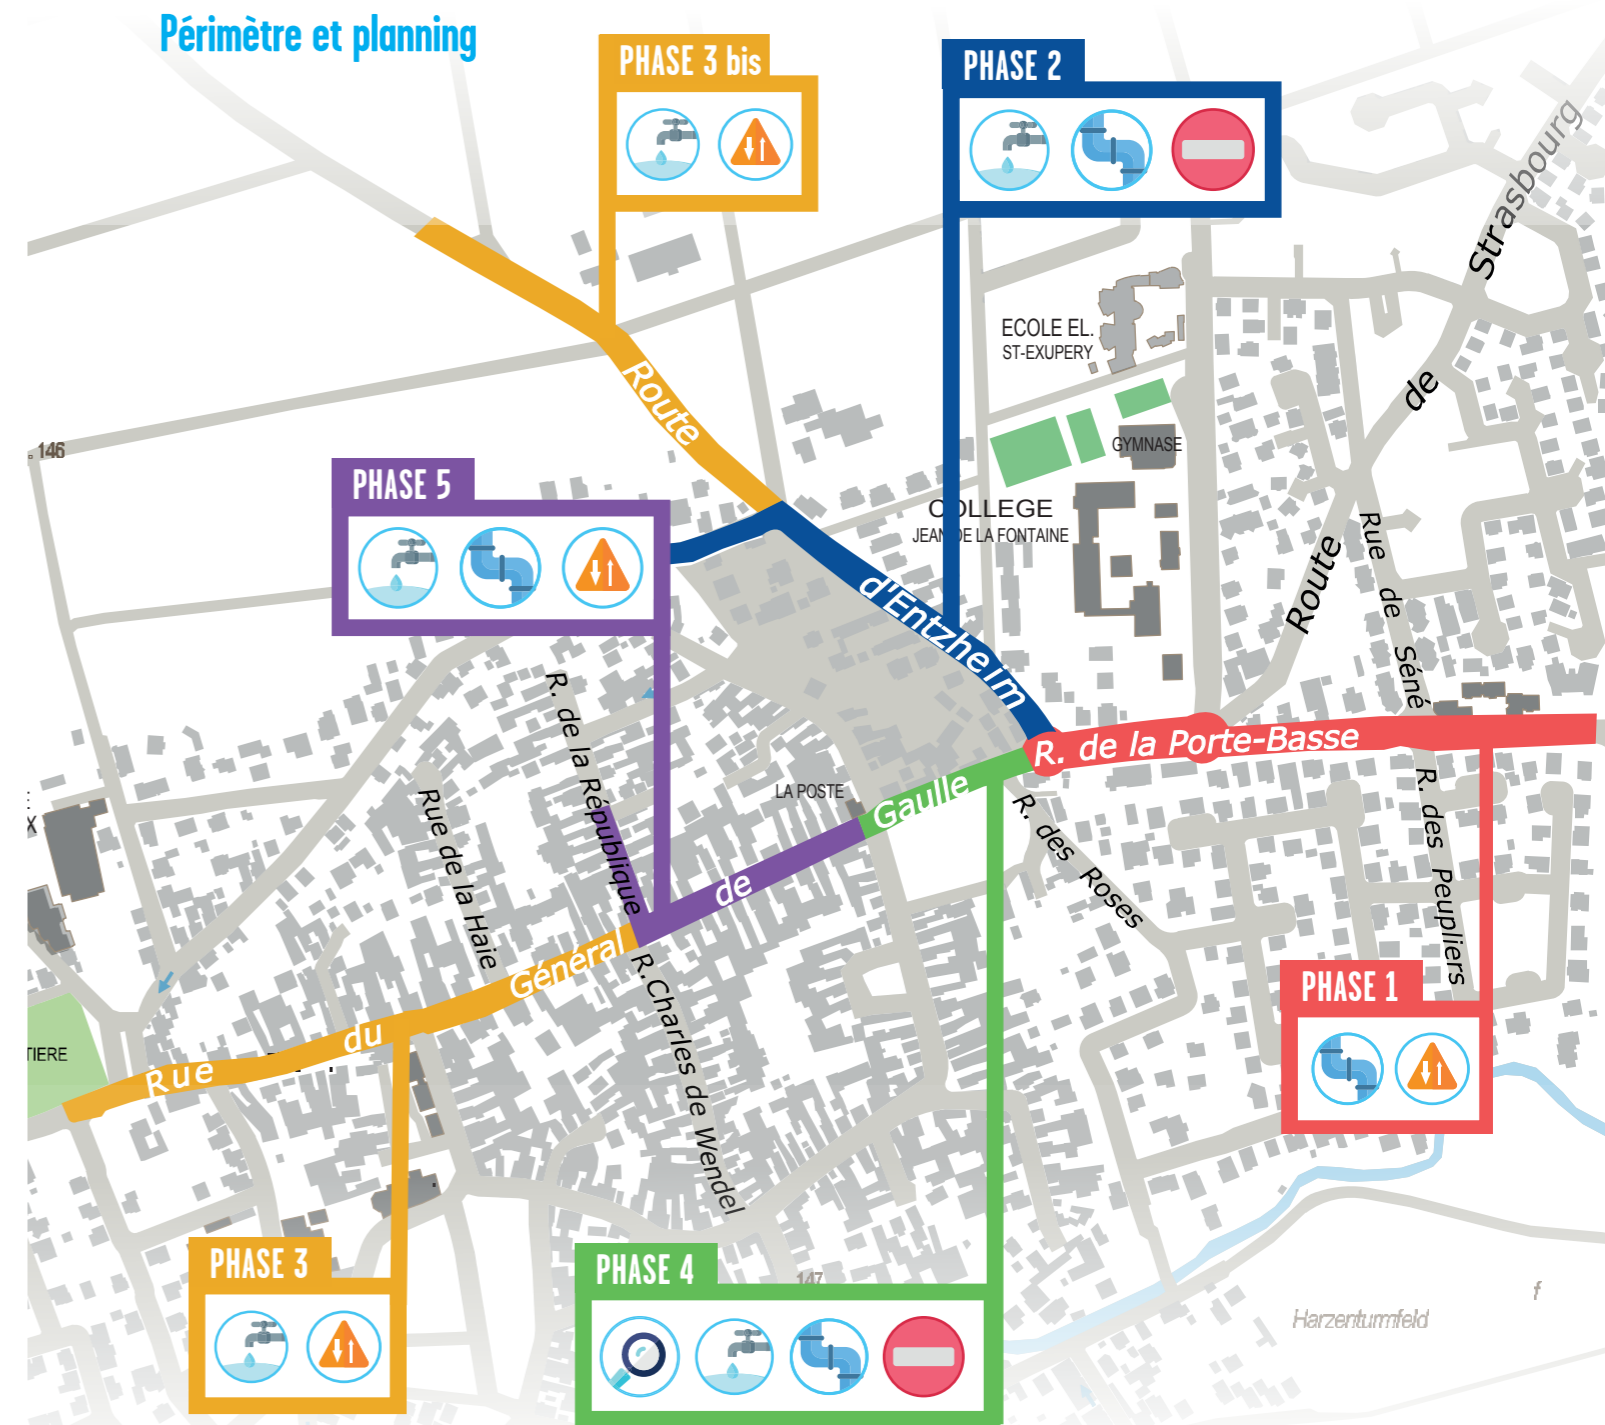 Périmètre et planning
PHASE 3 bis
PHASE 2
Route de Strasbourg
ECOLE EL.
ST-EXUPERY
GYMNASE
146
PHASE 5
COLLEGE
JEAN DE LA FONTAINE
Route d'Entzheim
Rue de Séné
R. de la Porte-Basse
R. de la République
LA POSTE
Rue de la Haie
R. des Roses
R. des Peupliers
Rue du Général de Gaulle
R. Charles de Wendel
X
TIERE
PHASE 1
PHASE 3
PHASE 4
147
Harzenturmfeld
f